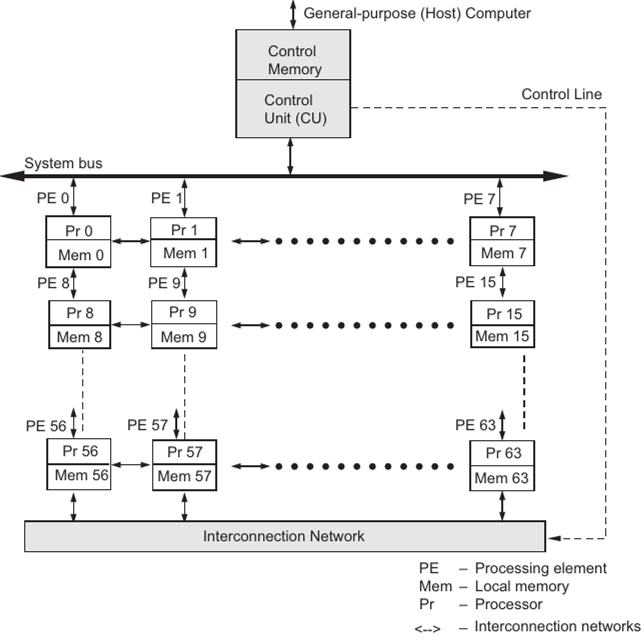 General-purpose (Host) Computer
Control
Memory
Control
Unit (CU)
Control Line
System bus
PE 0 PE 1 PE 7
Pr 0 Pr 1 Pr 7
Mem 0 Mem 1 Mem 7
PE 8 PE 9 PE 15
Pr 8 Pr 9 Pr 15
Mem 8 Mem 9 Mem 15
PE 56 PE 57 PE 63
Pr 56 Pr 57 Pr 63
Mem 56 Mem 57 Mem 63
Interconnection Network
PE – Processing element
Mem – Local memory
Pr – Processor
<--> – Interconnection networks